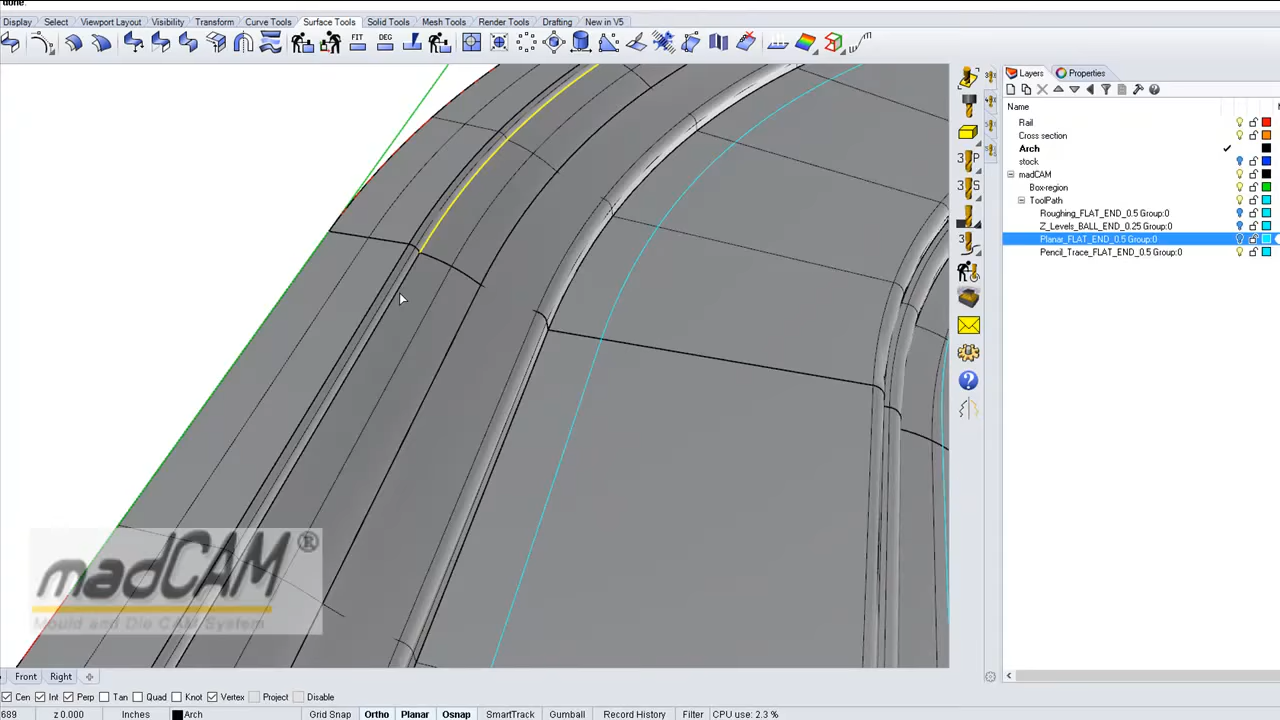 done.
Display Select Viewport Layout Visibility Transform Curve Tools Surface Tools Solid Tools Mesh Tools Render Tools Drafting New in V5
FIT DEG
Layers Properties
Name
Rail
Cross section
Arch
stock
madCAM
Box-region
ToolPath
Roughing_FLAT_END_0.5 Group:0
Z_Levels_BALL_END_0.25 Group:0
Planar_FLAT_END_0.5 Group:0
Pencil_Trace_FLAT_END_0.5 Group:0
3P
3S
3
madCAM®
Mould and Die CAM System
Front Right
Cen Int Perp Tan Quad Knot Vertex Project Disable
689 z 0.000 Inches Arch Grid Snap Ortho Planar Osnap SmartTrack Gumball Record History Filter CPU use: 2.3 %